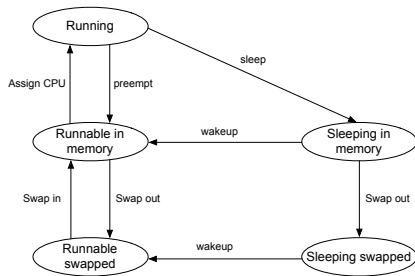 Running
sleep
Assign CPU
preempt
Runnable in
memory
wakeup
Sleeping in
memory
Swap in
Swap out
Swap out
Runnable
swapped
wakeup
Sleeping swapped